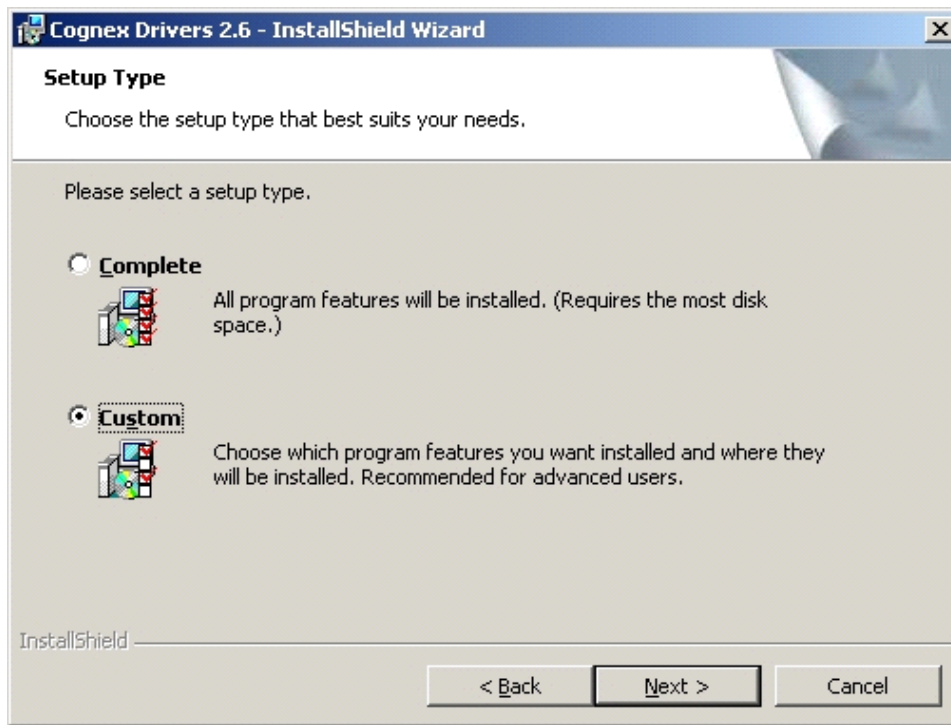 Cognex Drivers 2.6 - InstallShield Wizard
Setup Type
Choose the setup type that best suits your needs.
Please select a setup type.
Complete
All program features will be installed. (Requires the most disk
space.)
Custom
Choose which program features you want installed and where they
will be installed. Recommended for advanced users.
InstallShield
< Back
Next >
Cancel